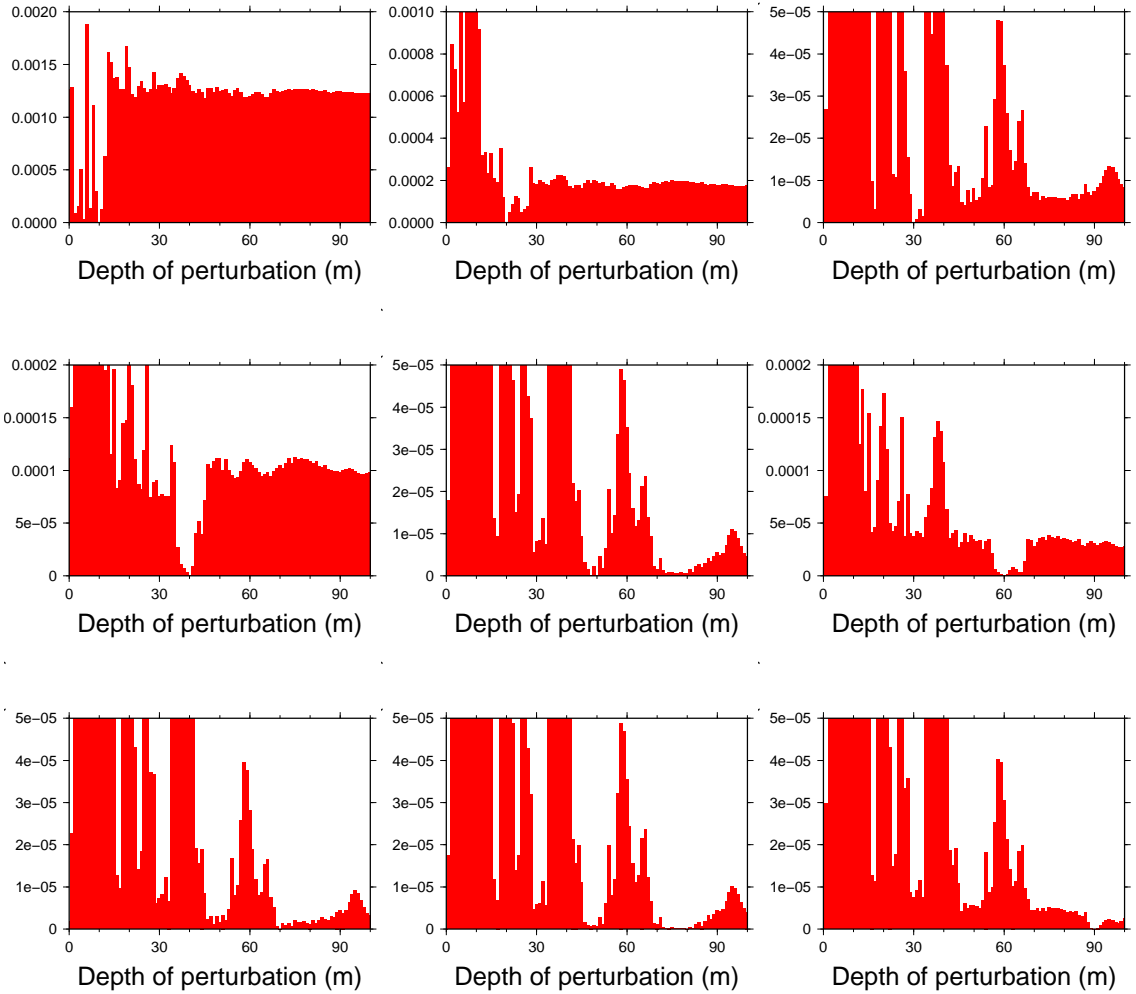 0.0020
0.0015
0.0010
0.0005
0.0000
0 30 60 90
Depth of perturbation (m)
0.0010
0.0008
0.0006
0.0004
0.0002
0.0000
0 30 60 90
Depth of perturbation (m)
5e−05
4e−05
3e−05
2e−05
1e−05
0
0 30 60 90
Depth of perturbation (m)
0.0002
0.00015
0.0001
5e−05
0
0 30 60 90
Depth of perturbation (m)
5e−05
4e−05
3e−05
2e−05
1e−05
0
0 30 60 90
Depth of perturbation (m)
0.0002
0.00015
0.0001
5e−05
0
0 30 60 90
Depth of perturbation (m)
5e−05
4e−05
3e−05
2e−05
1e−05
0
0 30 60 90
Depth of perturbation (m)
5e−05
4e−05
3e−05
2e−05
1e−05
0
0 30 60 90
Depth of perturbation (m)
5e−05
4e−05
3e−05
2e−05
1e−05
0
0 30 60 90
Depth of perturbation (m)